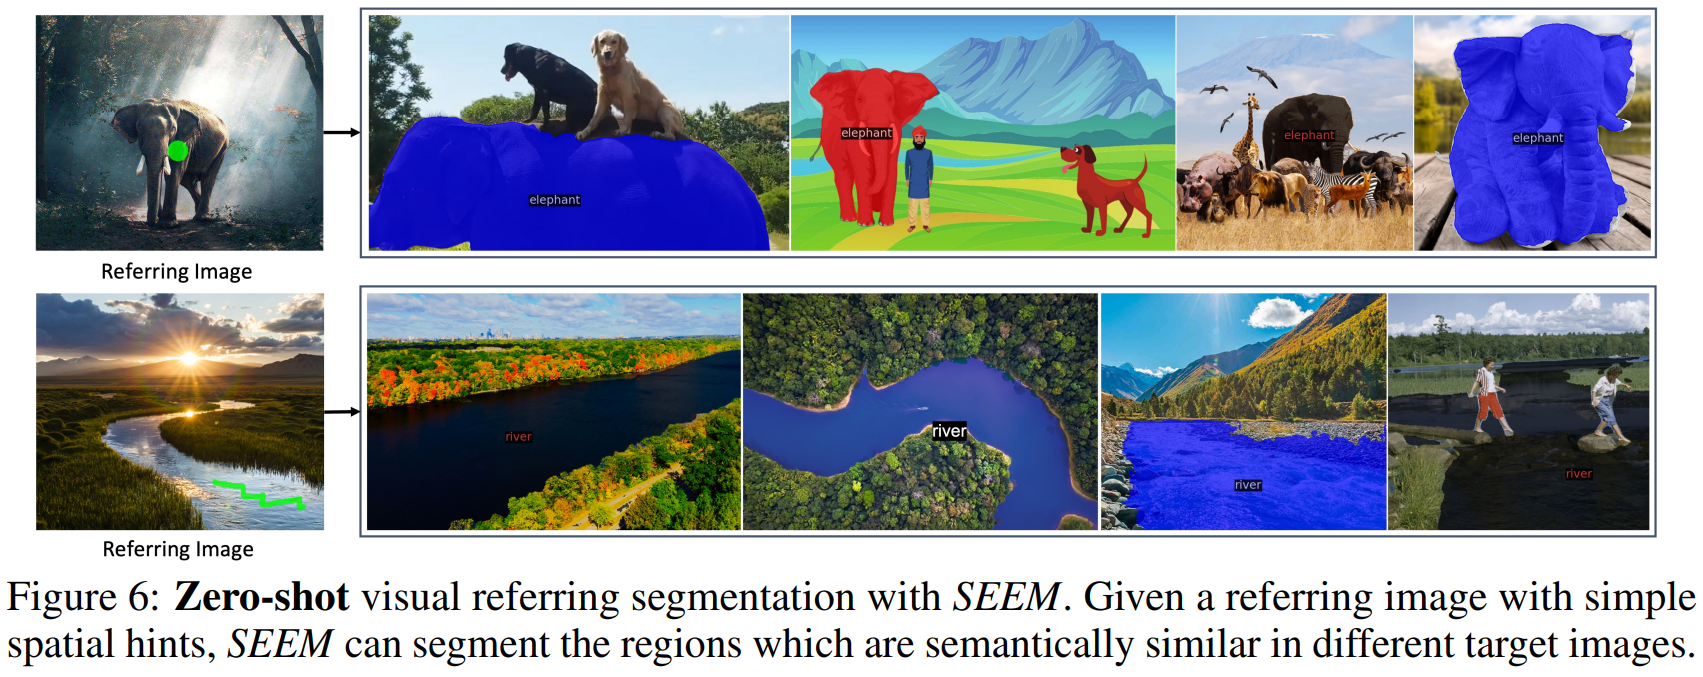 elephant
elephant
elephant
elephant
Referring Image
river
river
river
river
Referring Image
Figure 6: Zero-shot visual referring segmentation with SEEM. Given a referring image with simple
spatial hints, SEEM can segment the regions which are semantically similar in different target images.